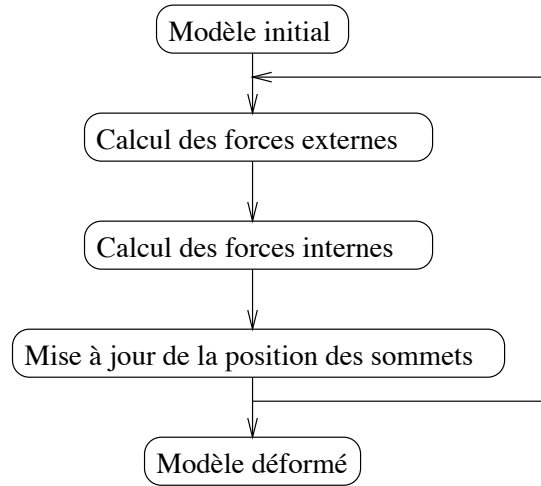 Modèle initial
Calcul des forces externes
Calcul des forces internes
Mise à jour de la position des sommets
Modèle déformé